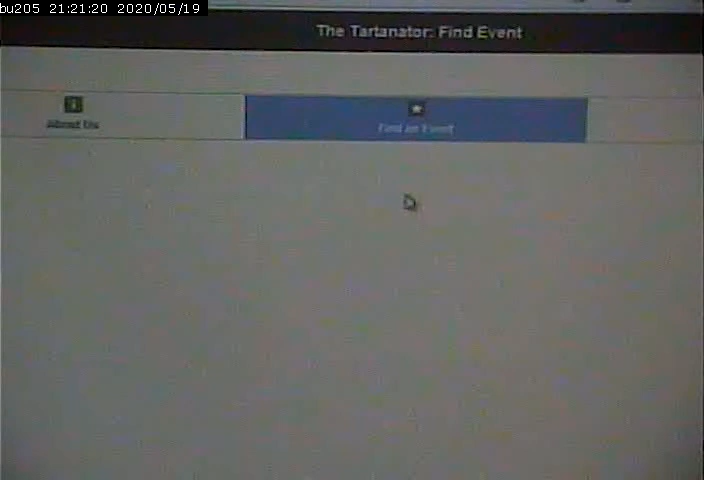 bu205 21:21:20 2020/05/19
The Tartanator: Find Event
About Us
Find an Event